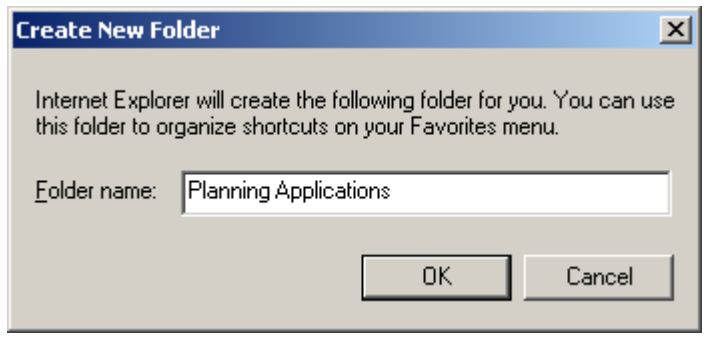 Create New Folder
Internet Explorer will create the following folder for you. You can use
this folder to organize shortcuts on your Favorites menu.
Folder name: Planning Applications
OK Cancel